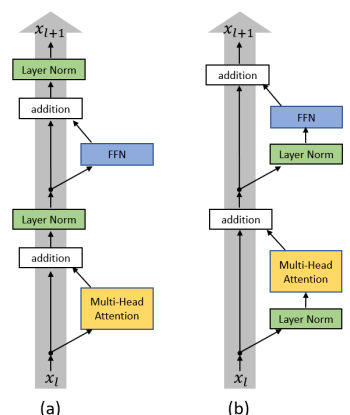 x_{l+1}
Layer Norm
addition
FFN
Layer Norm
addition
Multi-Head
Attention
x_l
(a)
x_{l+1}
addition
FFN
Layer Norm
addition
Multi-Head
Attention
Layer Norm
x_l
(b)